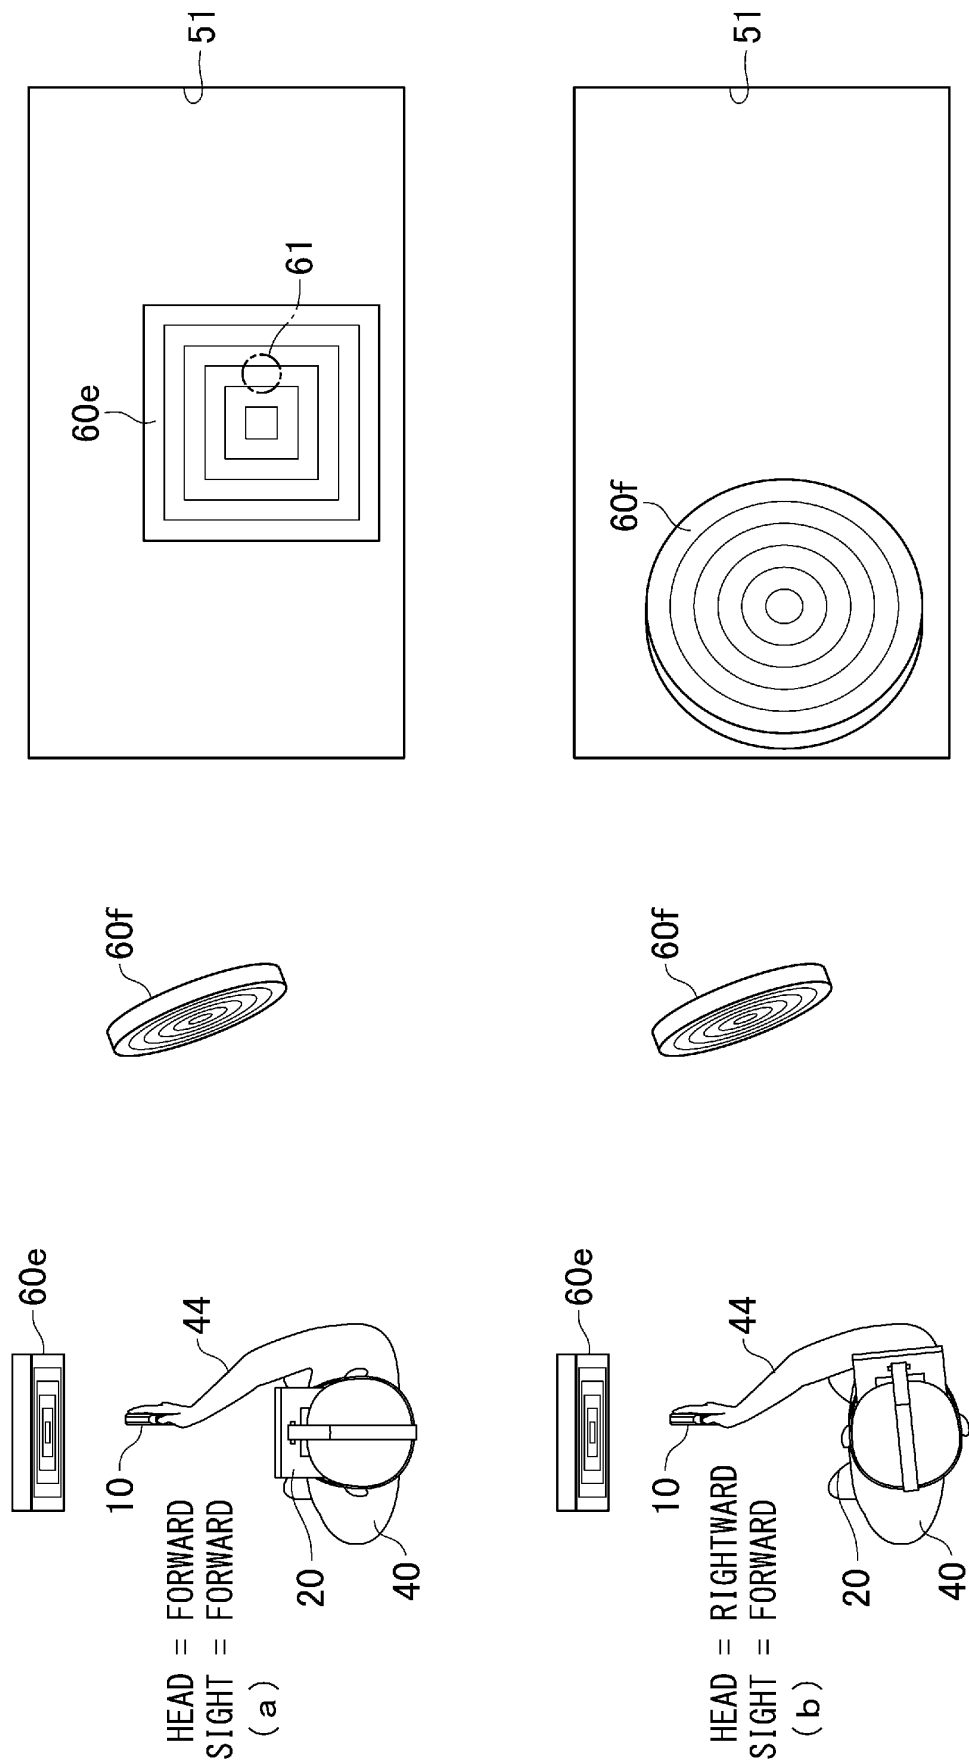 HEAD = FORWARD
SIGHT = FORWARD
(a)
60e
10
44
20
40
60f
60e
61
51
HEAD = RIGHTWARD
SIGHT = FORWARD
(b)
60e
10
44
20
40
60f
60f
51